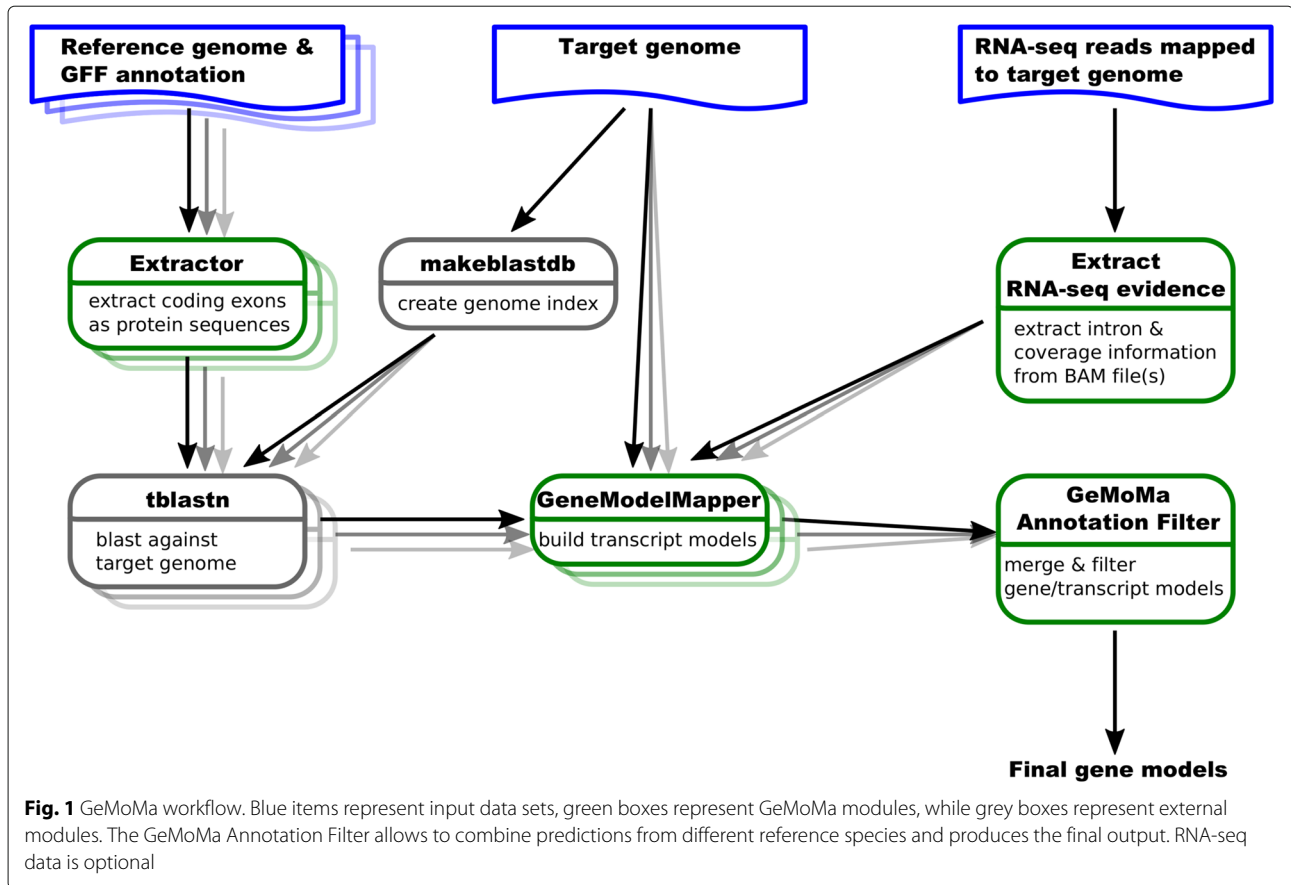 Reference genome &
GFF annotation
Target genome
RNA-seq reads mapped
to target genome
Extractor
extract coding exons
as protein sequences
makeblastdb
create genome index
Extract
RNA-seq evidence
extract intron &
coverage information
from BAM file(s)
tblastn
blast against
target genome
GeneModelMapper
build transcript models
GeMoMa
Annotation Filter
merge & filter
gene/transcript models
Final gene models
Fig. 1 GeMoMa workflow. Blue items represent input data sets, green boxes represent GeMoMa modules, while grey boxes represent external
modules. The GeMoMa Annotation Filter allows to combine predictions from different reference species and produces the final output. RNA-seq
data is optional